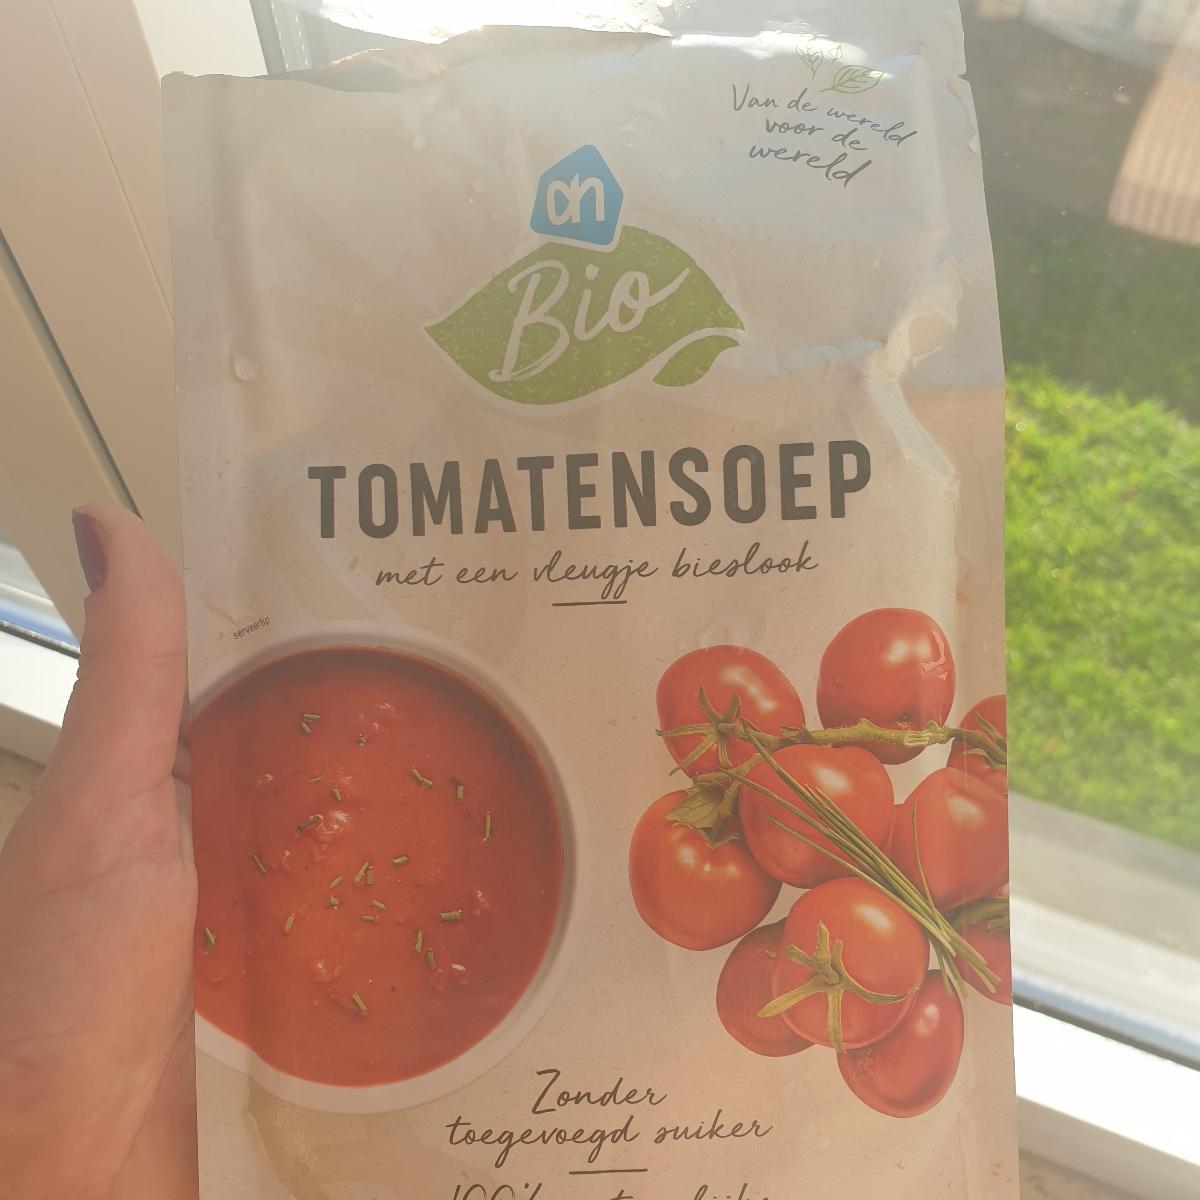 Van de wereld
voor de
wereld
ah
Bio
TOMATENSOEP
met een vleugje bieslook
serveertip
Zonder
toegevoegd suiker